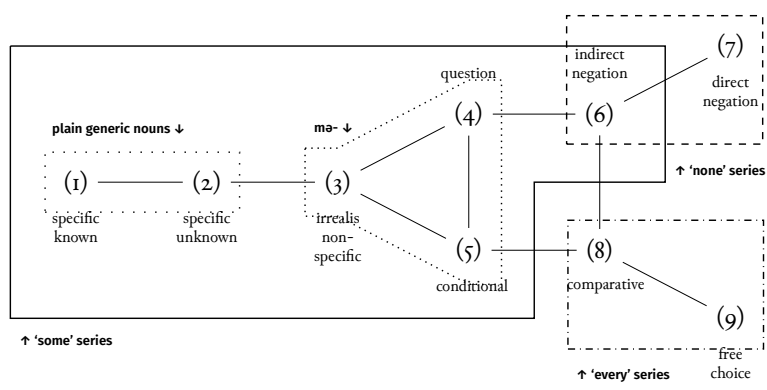 (7)
indirect
negation
direct
negation
question
(4)
(6)
plain generic nouns ↓
mə- ↓
↑ ‘none’ series
(1)
(2)
(3)
specific
known
specific
unknown
irrealis
non-
specific
(5)
(8)
conditional
comparative
(9)
↑ ‘some’ series
free
choice
↑ ‘every’ series